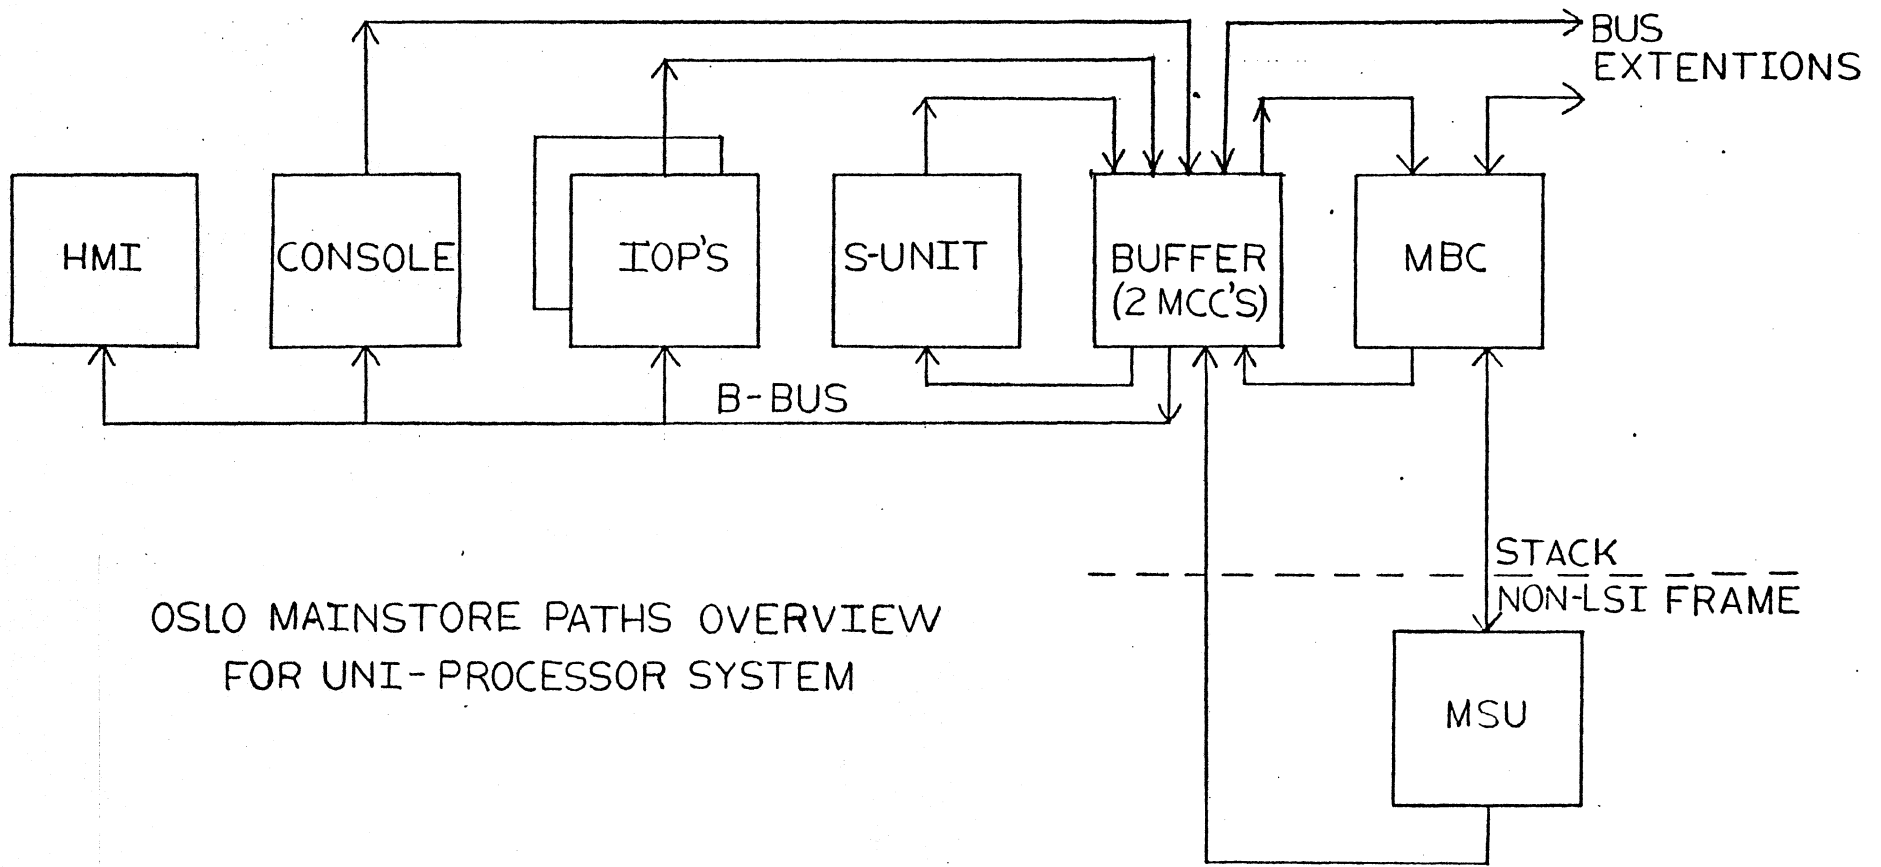 BUS
EXTENTIONS
HMI
CONSOLE
IOP'S
S-UNIT
BUFFER
(2 MCC'S)
MBC
B-BUS
STACK
NON-LSI FRAME
OSLO MAINSTORE PATHS OVERVIEW
FOR UNI-PROCESSOR SYSTEM
MSU